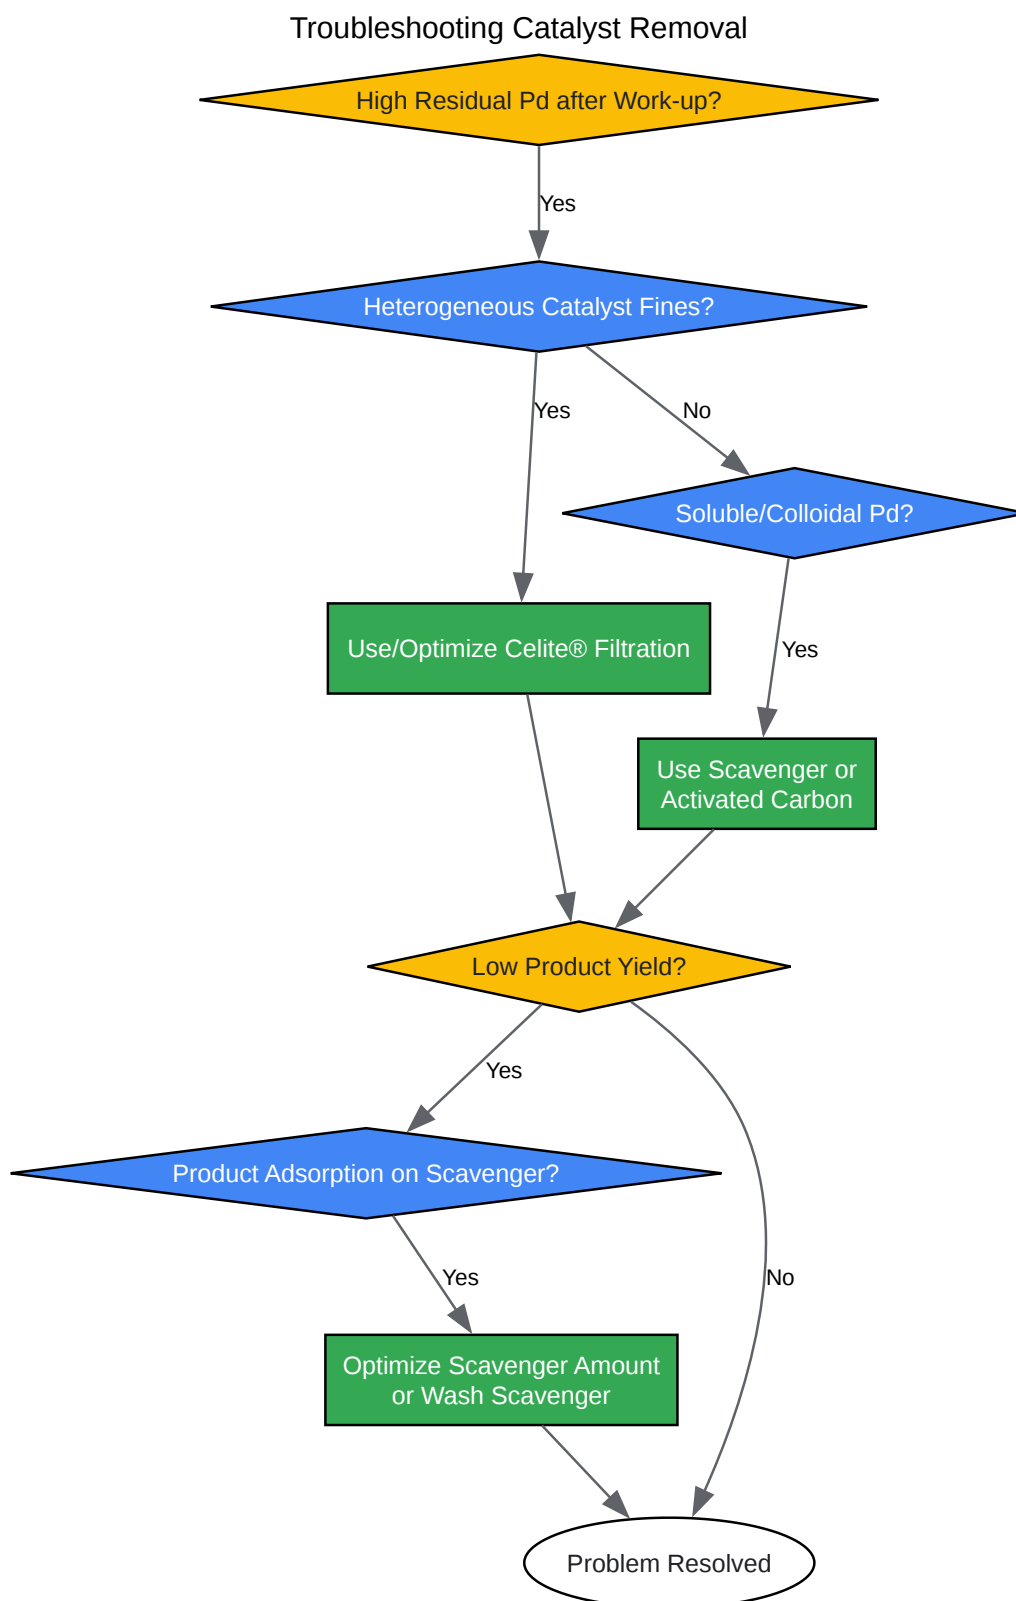 Troubleshooting Catalyst Removal
High Residual Pd after Work-up?
Yes
Heterogeneous Catalyst Fines?
Yes
No
Soluble/Colloidal Pd?
Use/Optimize Celite® Filtration
Yes
Use Scavenger or
Activated Carbon
Low Product Yield?
Yes
Product Adsorption on Scavenger?
Yes
No
Optimize Scavenger Amount
or Wash Scavenger
Problem Resolved